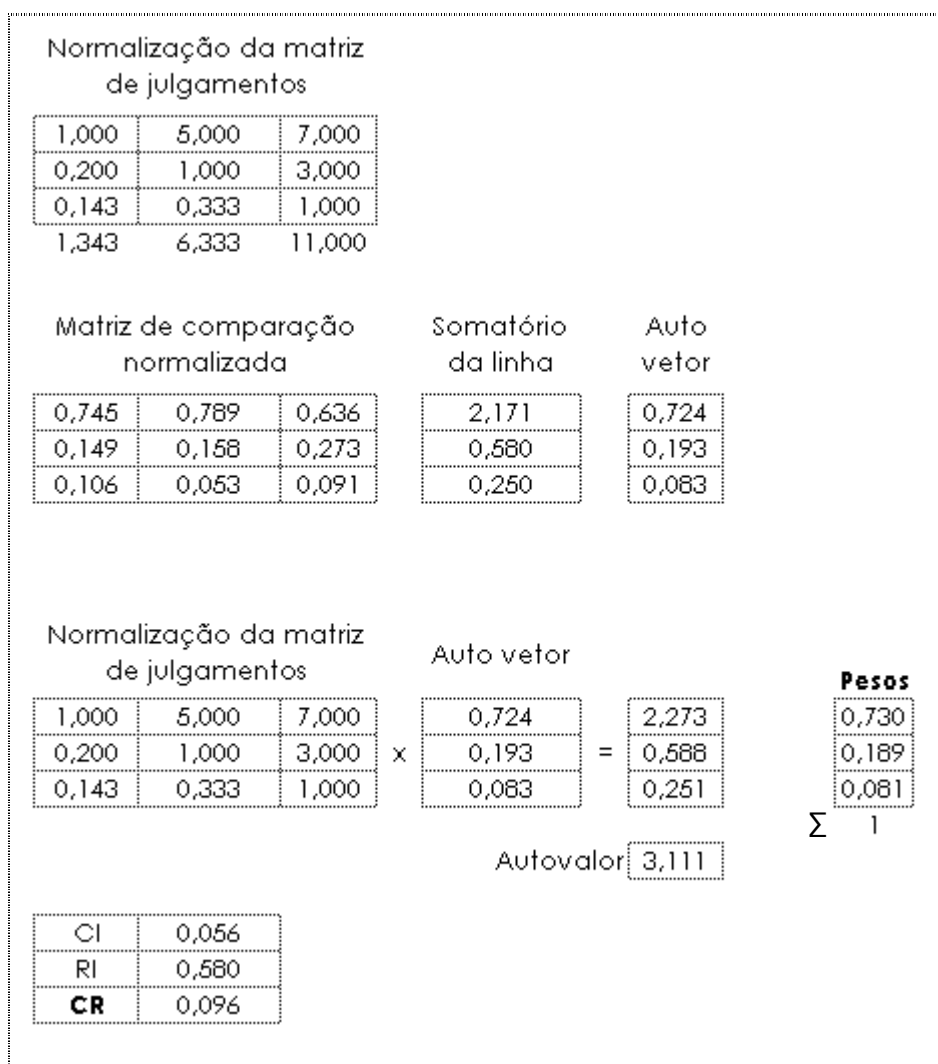 Normalização da matriz
de julgamentos
1,000 5,000 7,000
0,200 1,000 3,000
0,143 0,333 1,000
1,343 6,333 11,000
Matriz de comparação
normalizada
Somatório
da linha
Auto
vetor
0,745 0,789 0,636 2,171 0,724
0,149 0,158 0,273 0,580 0,193
0,106 0,053 0,091 0,250 0,083
Normalização da matriz
de julgamentos
Auto vetor
Pesos
1,000 5,000 7,000 0,724 2,273 0,730
0,200 1,000 3,000 x 0,193 = 0,588 0,189
0,143 0,333 1,000 0,083 0,251 0,081
Σ 1
Autovalor 3,111
CI 0,056
RI 0,580
CR 0,096